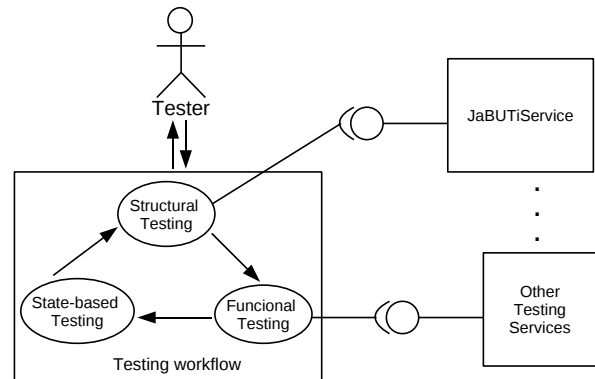 Tester
JaBUTiService
Structural
Testing
State-based
Testing
Funcional
Testing
Other
Testing
Services
Testing workflow